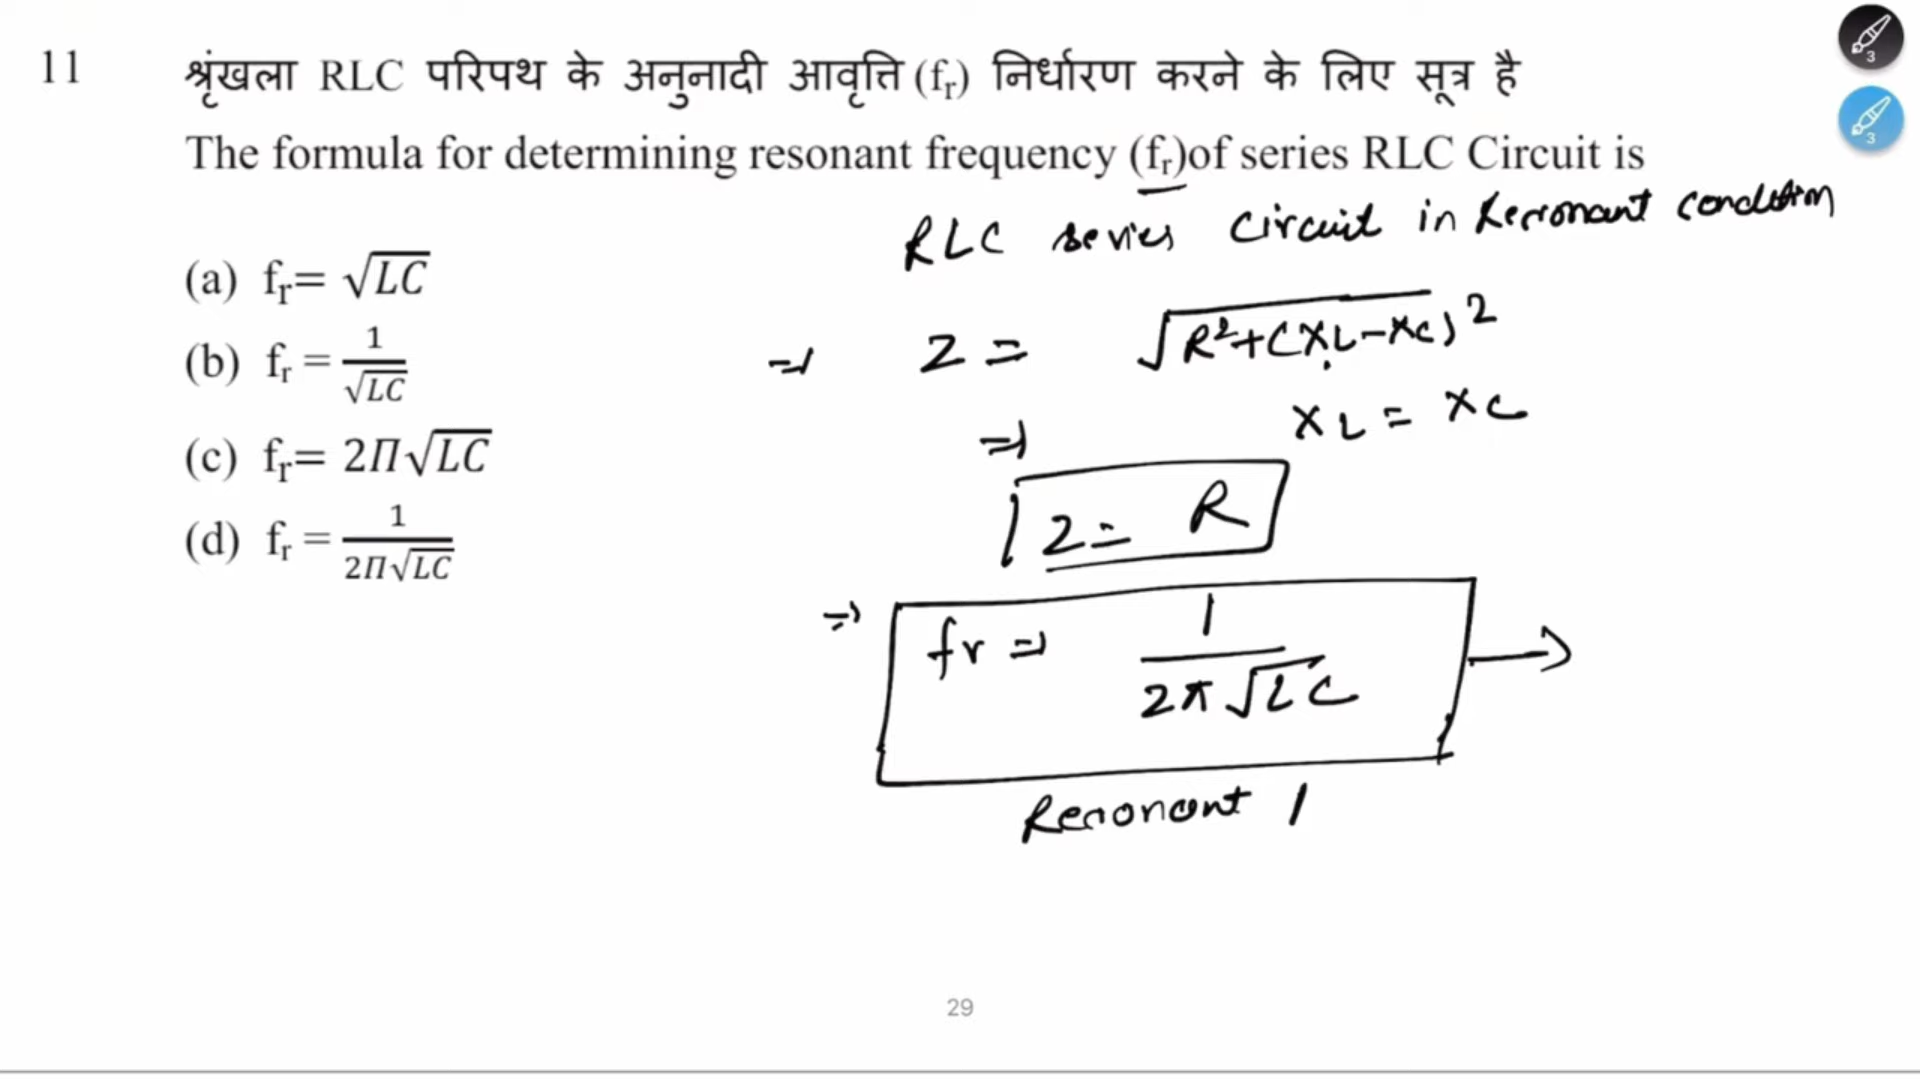 11
श्रृंखला RLC परिपथ के अनुनादी आवृत्ति (fr) निर्धारण करने के लिए सूत्र है
The formula for determining resonant frequency (fr)of series RLC Circuit is
RLC series circuit in Resonant condition
(a) fr= √LC
(b) fr = 1/√LC
(c) fr= 2Π√LC
(d) fr = 1/2Π√LC
=> Z = √R²+(XL-XC)²
XL = XC
=>
Z = R
=> fr => 1/2π√LC
Resonant
29
3
3